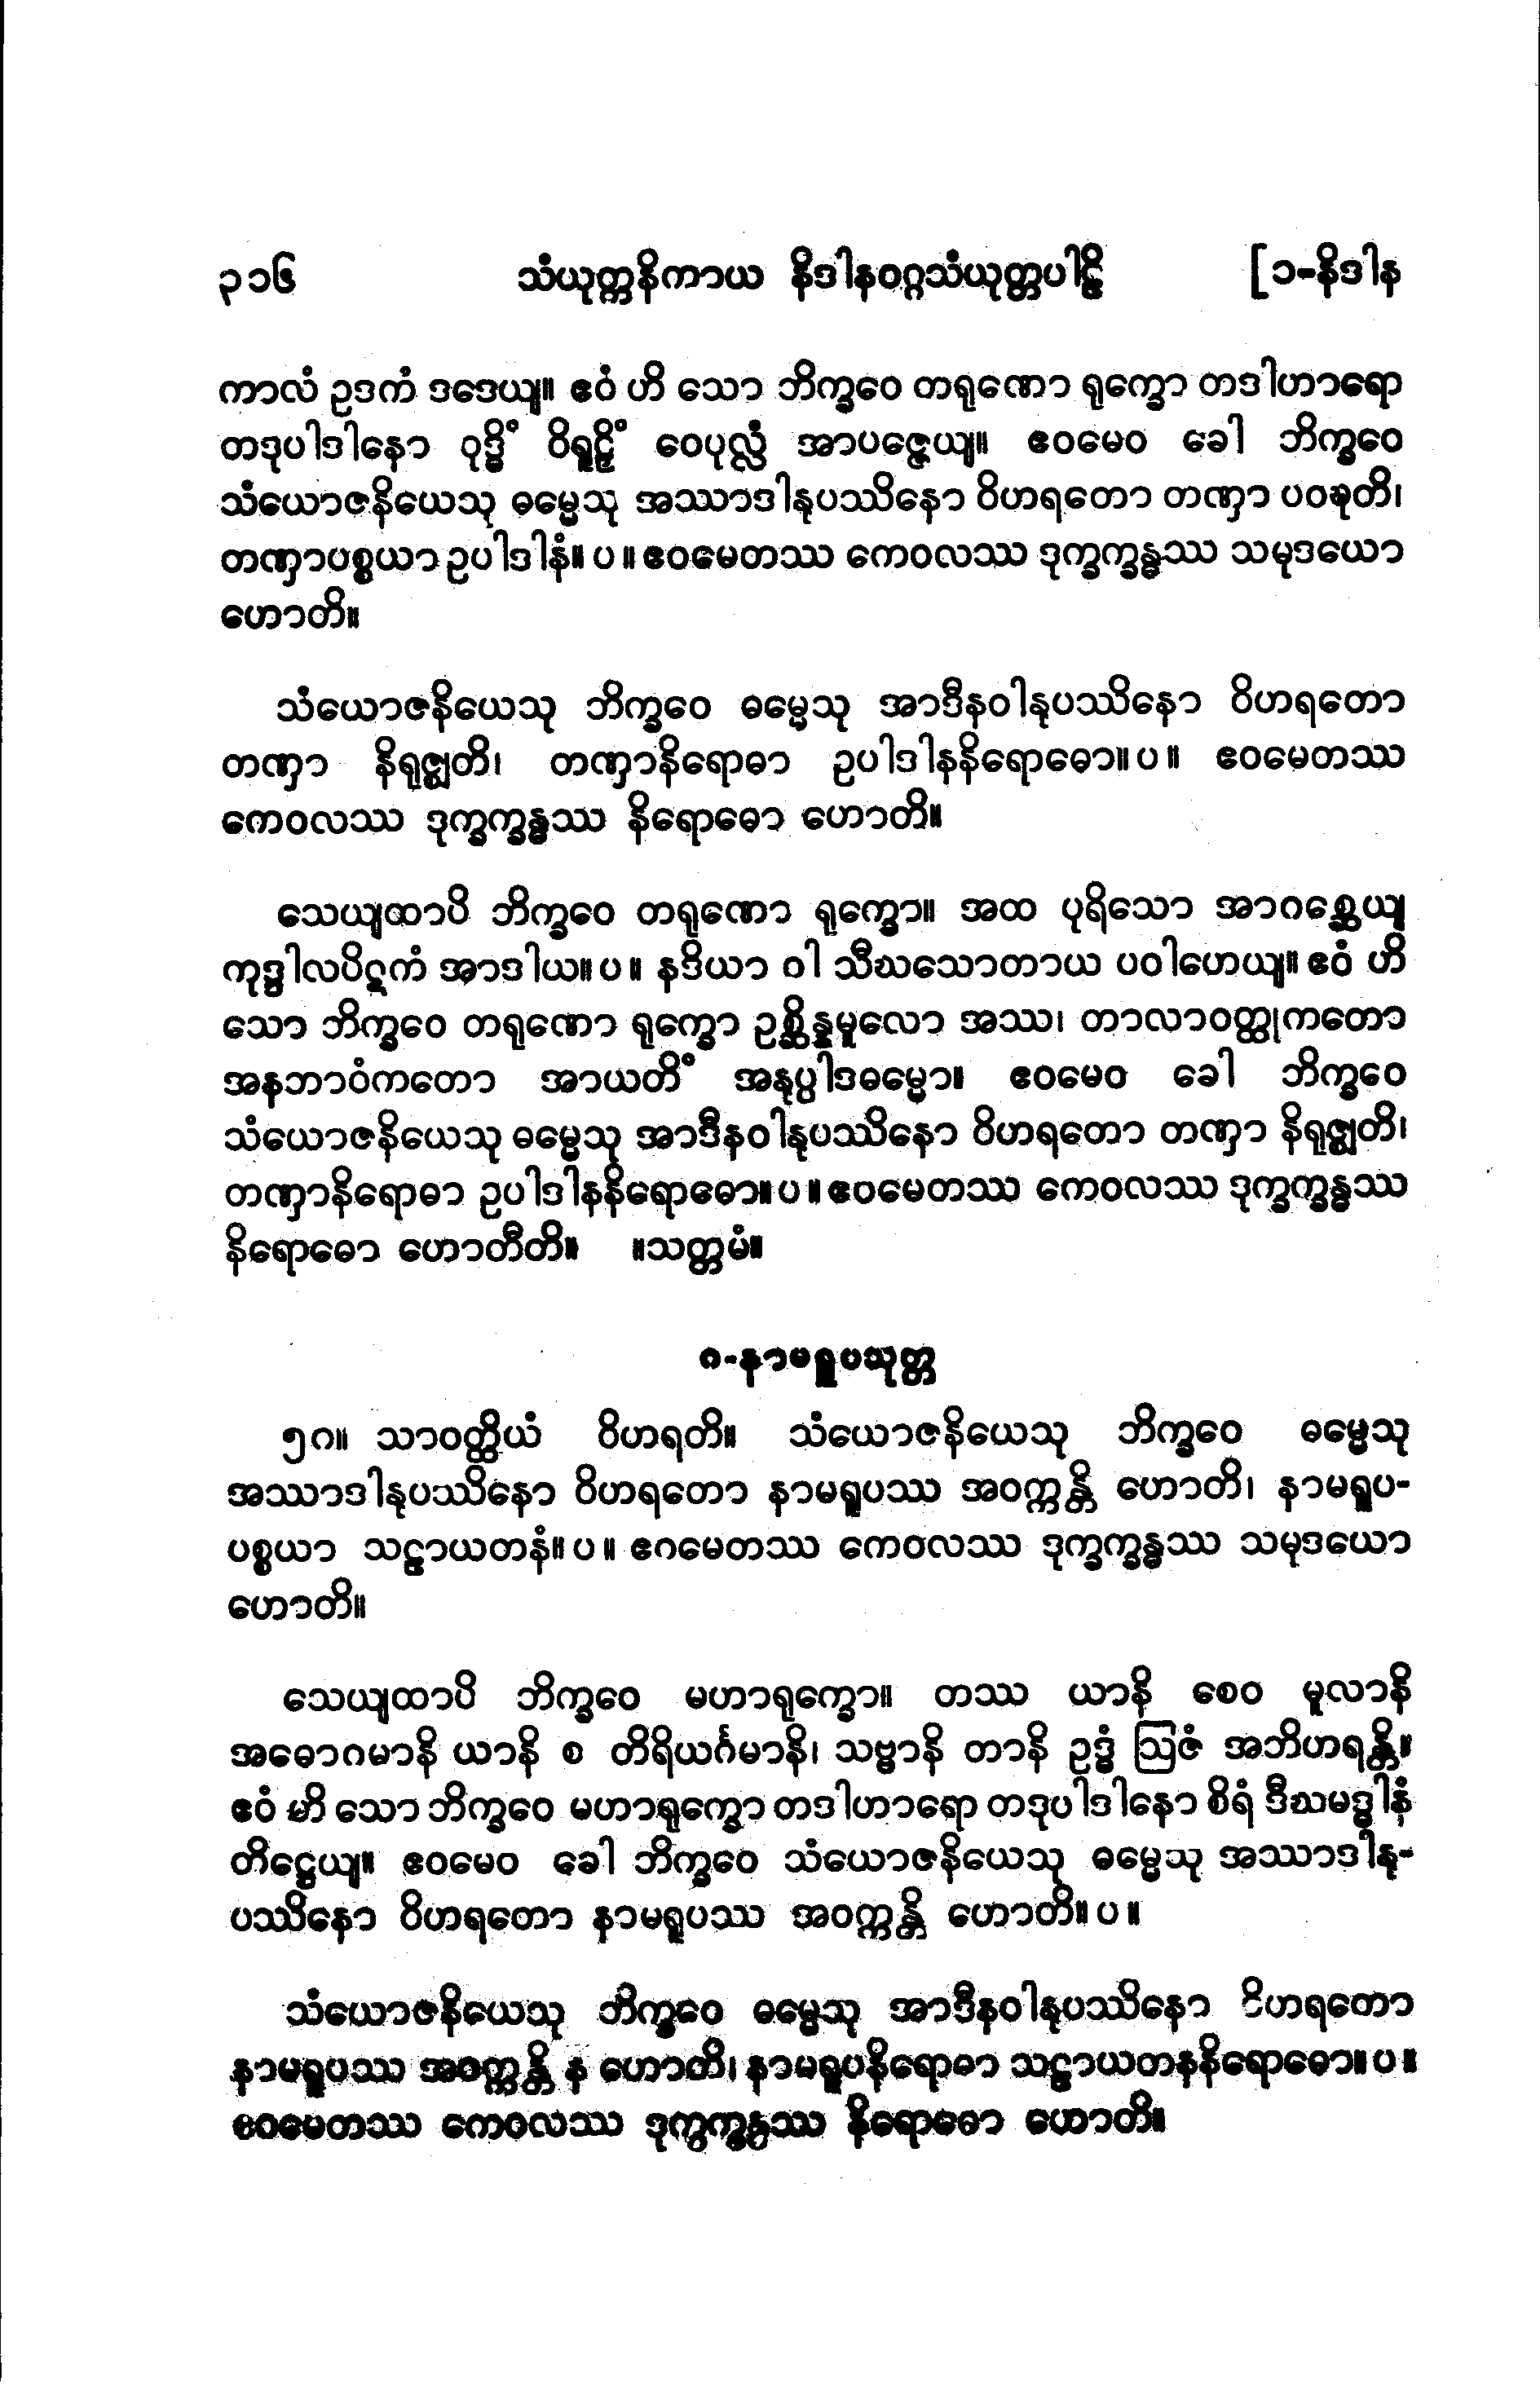 ၃၁၆ သံယုတ္တနိကာယ နိဒါနဝဂ္ဂသံယုတ္တပါဠိ [၁-နိဒါန
ကာလံ ဥဒကံ ဒဒေယျ။ ဧဝံ ဟိ သော ဘိက္ခဝေ တရုဏော ရုက္ခော တဒါဟာရော
တဒုပါဒါနော ဝုဒ္ဓိံ ဝိရူဠှိံ ဝေပုလ္လံ အာပဇ္ဇေယျ။ ဧဝမေဝ ခေါ ဘိက္ခဝေ
သံယောဇနိယေသု ဓမ္မေသု အဿာဒါနုပဿိနော ဝိဟရတော တဏှာ ပဝဍ္ဎတိ၊
တဏှာပစ္စယာ ဥပါဒါနံ။ ပ ။ ဧဝမေတဿ ကေဝလဿ ဒုက္ခက္ခန္ဓဿ သမုဒယော
ဟောတိ။
သံယောဇနိယေသု ဘိက္ခဝေ ဓမ္မေသု အာဒီနဝါနုပဿိနော ဝိဟရတော
တဏှာ နိရုဇ္ဈတိ၊ တဏှာနိရောဓာ ဥပါဒါနနိရောဓော။ ပ ။ ဧဝမေတဿ
ကေဝလဿ ဒုက္ခက္ခန္ဓဿ နိရောဓော ဟောတိ။
သေယျထာပိ ဘိက္ခဝေ တရုဏော ရုက္ခော။ အထ ပုရိသော အာဂစ္ဆေယျ
ကုဒ္ဒါလပိဋကံ အာဒါယ။ ပ ။ နဒိယာ ဝါ သီဃသောတာယ ပဝါဟေယျ။ ဧဝံ ဟိ
သော ဘိက္ခဝေ တရုဏော ရုက္ခော ဥစ္ဆိန္နမူလော အဿ၊ တာလာဝတ္ထုကတော
အနဘာဝံကတော အာယတိံ အနုပ္ပါဒဓမ္မော။ ဧဝမေဝ ခေါ ဘိက္ခဝေ
သံယောဇနိယေသု ဓမ္မေသု အာဒီနဝါနုပဿိနော ဝိဟရတော တဏှာ နိရုဇ္ဈတိ၊
တဏှာနိရောဓာ ဥပါဒါနနိရောဓော။ ပ ။ ဧဝမေတဿ ကေဝလဿ ဒုက္ခက္ခန္ဓဿ
နိရောဓော ဟောတီတိ။ ။သတ္တမံ။
၈-နာမရူပသုတ္တ
၅၈။ သာဝတ္ထိယံ ဝိဟရတိ။ သံယောဇနိယေသု ဘိက္ခဝေ ဓမ္မေသု
အဿာဒါနုပဿိနော ဝိဟရတော နာမရူပဿ အဝက္ကန္တိ ဟောတိ၊ နာမရူပ-
ပစ္စယာ သဠာယတနံ။ ပ ။ ဧဝမေတဿ ကေဝလဿ ဒုက္ခက္ခန္ဓဿ သမုဒယော
ဟောတိ။
သေယျထာပိ ဘိက္ခဝေ မဟာရုက္ခော။ တဿ ယာနိ စေဝ မူလာနိ
အဓောဂမာနိ ယာနိ စ တိရိယင်္ဂမာနိ၊ သဗ္ဗာနိ တာနိ ဥဒ္ဓံ ဩဇံ အဘိဟရန္တိ။
ဧဝံ ဟိ သော ဘိက္ခဝေ မဟာရုက္ခော တဒါဟာရော တဒုပါဒါနော စိရံ ဒီဃမဒ္ဓါနံ
တိဋ္ဌေယျ။ ဧဝမေဝ ခေါ ဘိက္ခဝေ သံယောဇနိယေသု ဓမ္မေသု အဿာဒါနု-
ပဿိနော ဝိဟရတော နာမရူပဿ အဝက္ကန္တိ ဟောတိ။ ပ ။
သံယောဇနိယေသု ဘိက္ခဝေ ဓမ္မေသု အာဒီနဝါနုပဿိနော ဝိဟရတော
နာမရူပဿ အဝက္ကန္တိ န ဟောတိ၊ နာမရူပနိရောဓာ သဠာယတနနိရောဓော။ ပ ။
ဧဝမေတဿ ကေဝလဿ ဒုက္ခက္ခန္ဓဿ နိရောဓော ဟောတိ။